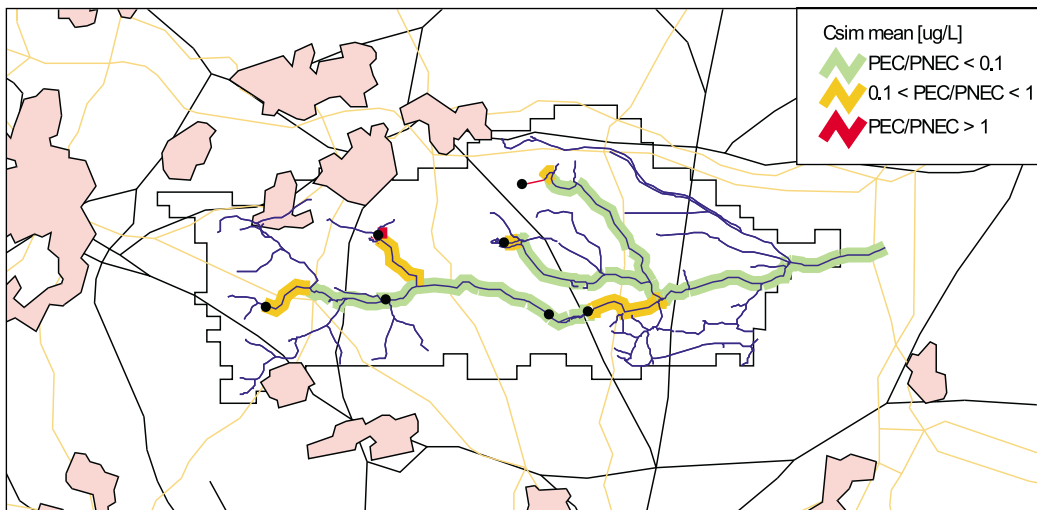 Csim mean [ug/L]
PEC/PNEC < 0.1
0.1 < PEC/PNEC < 1
PEC/PNEC > 1